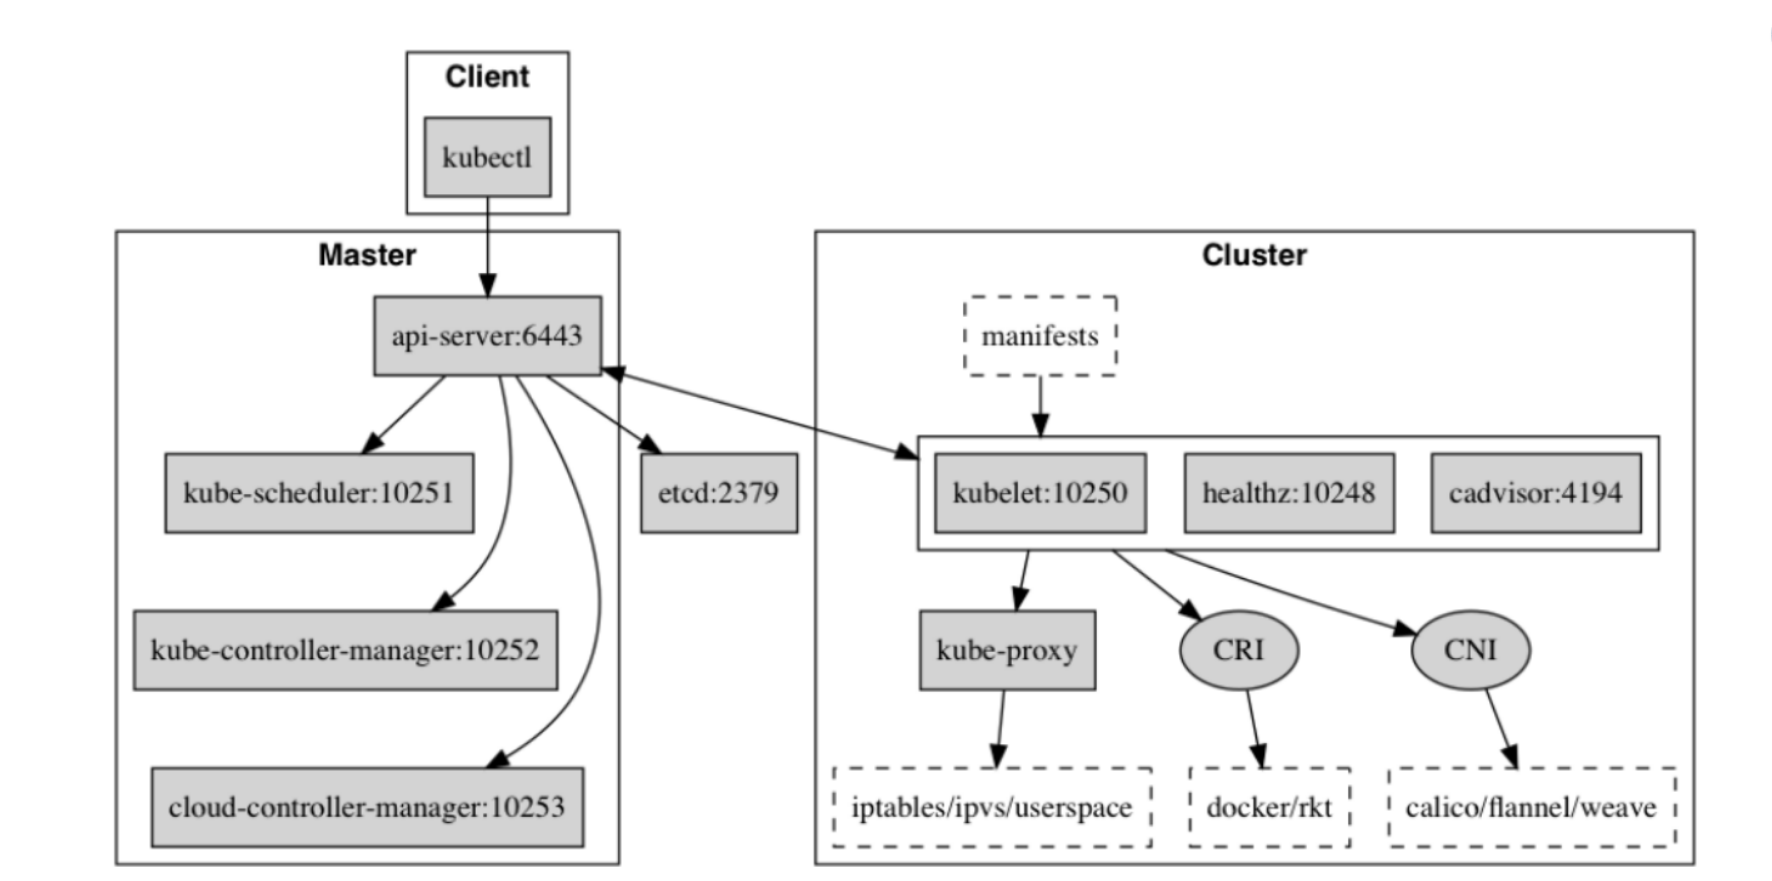 Client
kubectl
Master
Cluster
api-server:6443
manifests
kube-scheduler:10251
etcd:2379
kubelet:10250
healthz:10248
cadvisor:4194
kube-controller-manager:10252
kube-proxy
CRI
CNI
cloud-controller-manager:10253
iptables/ipvs/userspace
docker/rkt
calico/flannel/weave